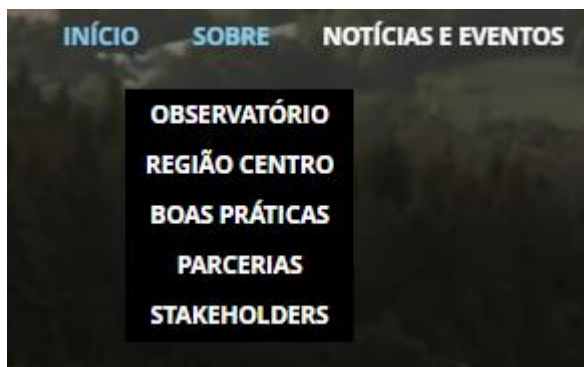 INÍCIO SOBRE NOTÍCIAS E EVENTOS
OBSERVATÓRIO
REGIÃO CENTRO
BOAS PRÁTICAS
PARCERIAS
STAKEHOLDERS